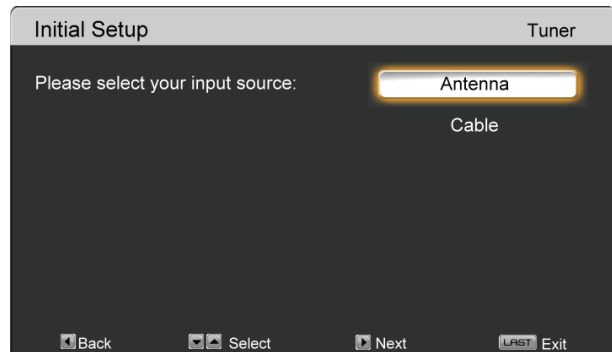 Initial Setup Tuner
Please select your input source: Antenna
Cable
Back Select Next LAST Exit